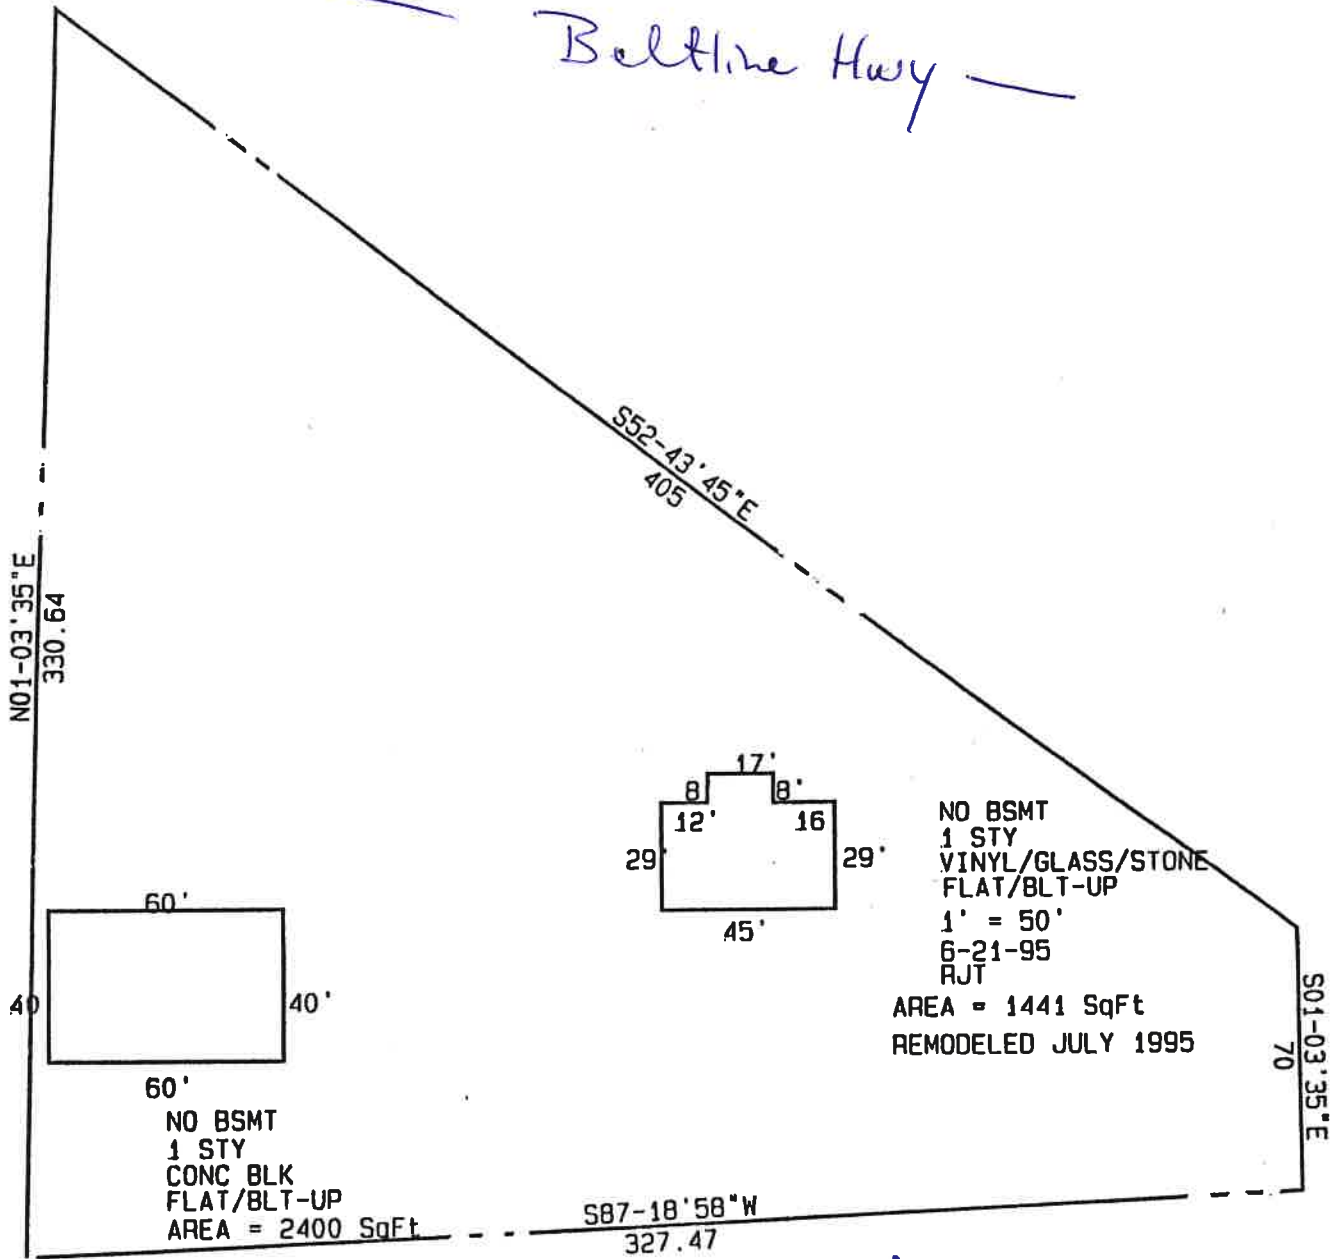 Beltline Hwy
S52-43'45"E
405
N01-03'35"E
330.64
17'
8
8'
12'
16
29'
29'
45'
NO BSMT
1 STY
VINYL/GLASS/STONE
FLAT/BLT-UP
1' = 50'
6-21-95
RJT
AREA = 1441 SqFt
REMODELED JULY 1995
60'
40
40'
60'
NO BSMT
1 STY
CONC BLK
FLAT/BLT-UP
AREA = 2400 SqFt
S01-03'35"E
70
S87-18'58"W
327.47